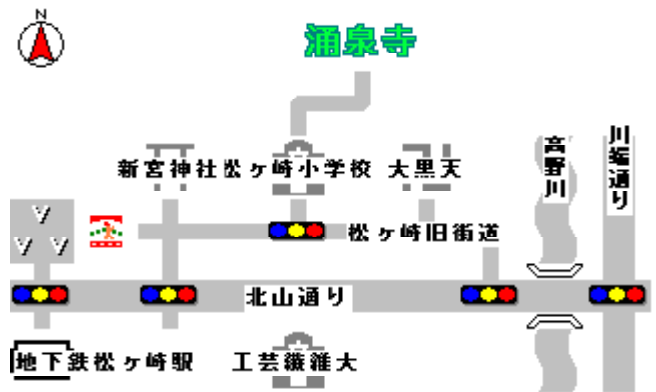 N
涌泉寺
新宮神社
松ヶ崎小学校
大黒天
高野川
川端通り
松ヶ崎旧街道
北山通り
地下鉄松ヶ崎駅
工芸繊維大